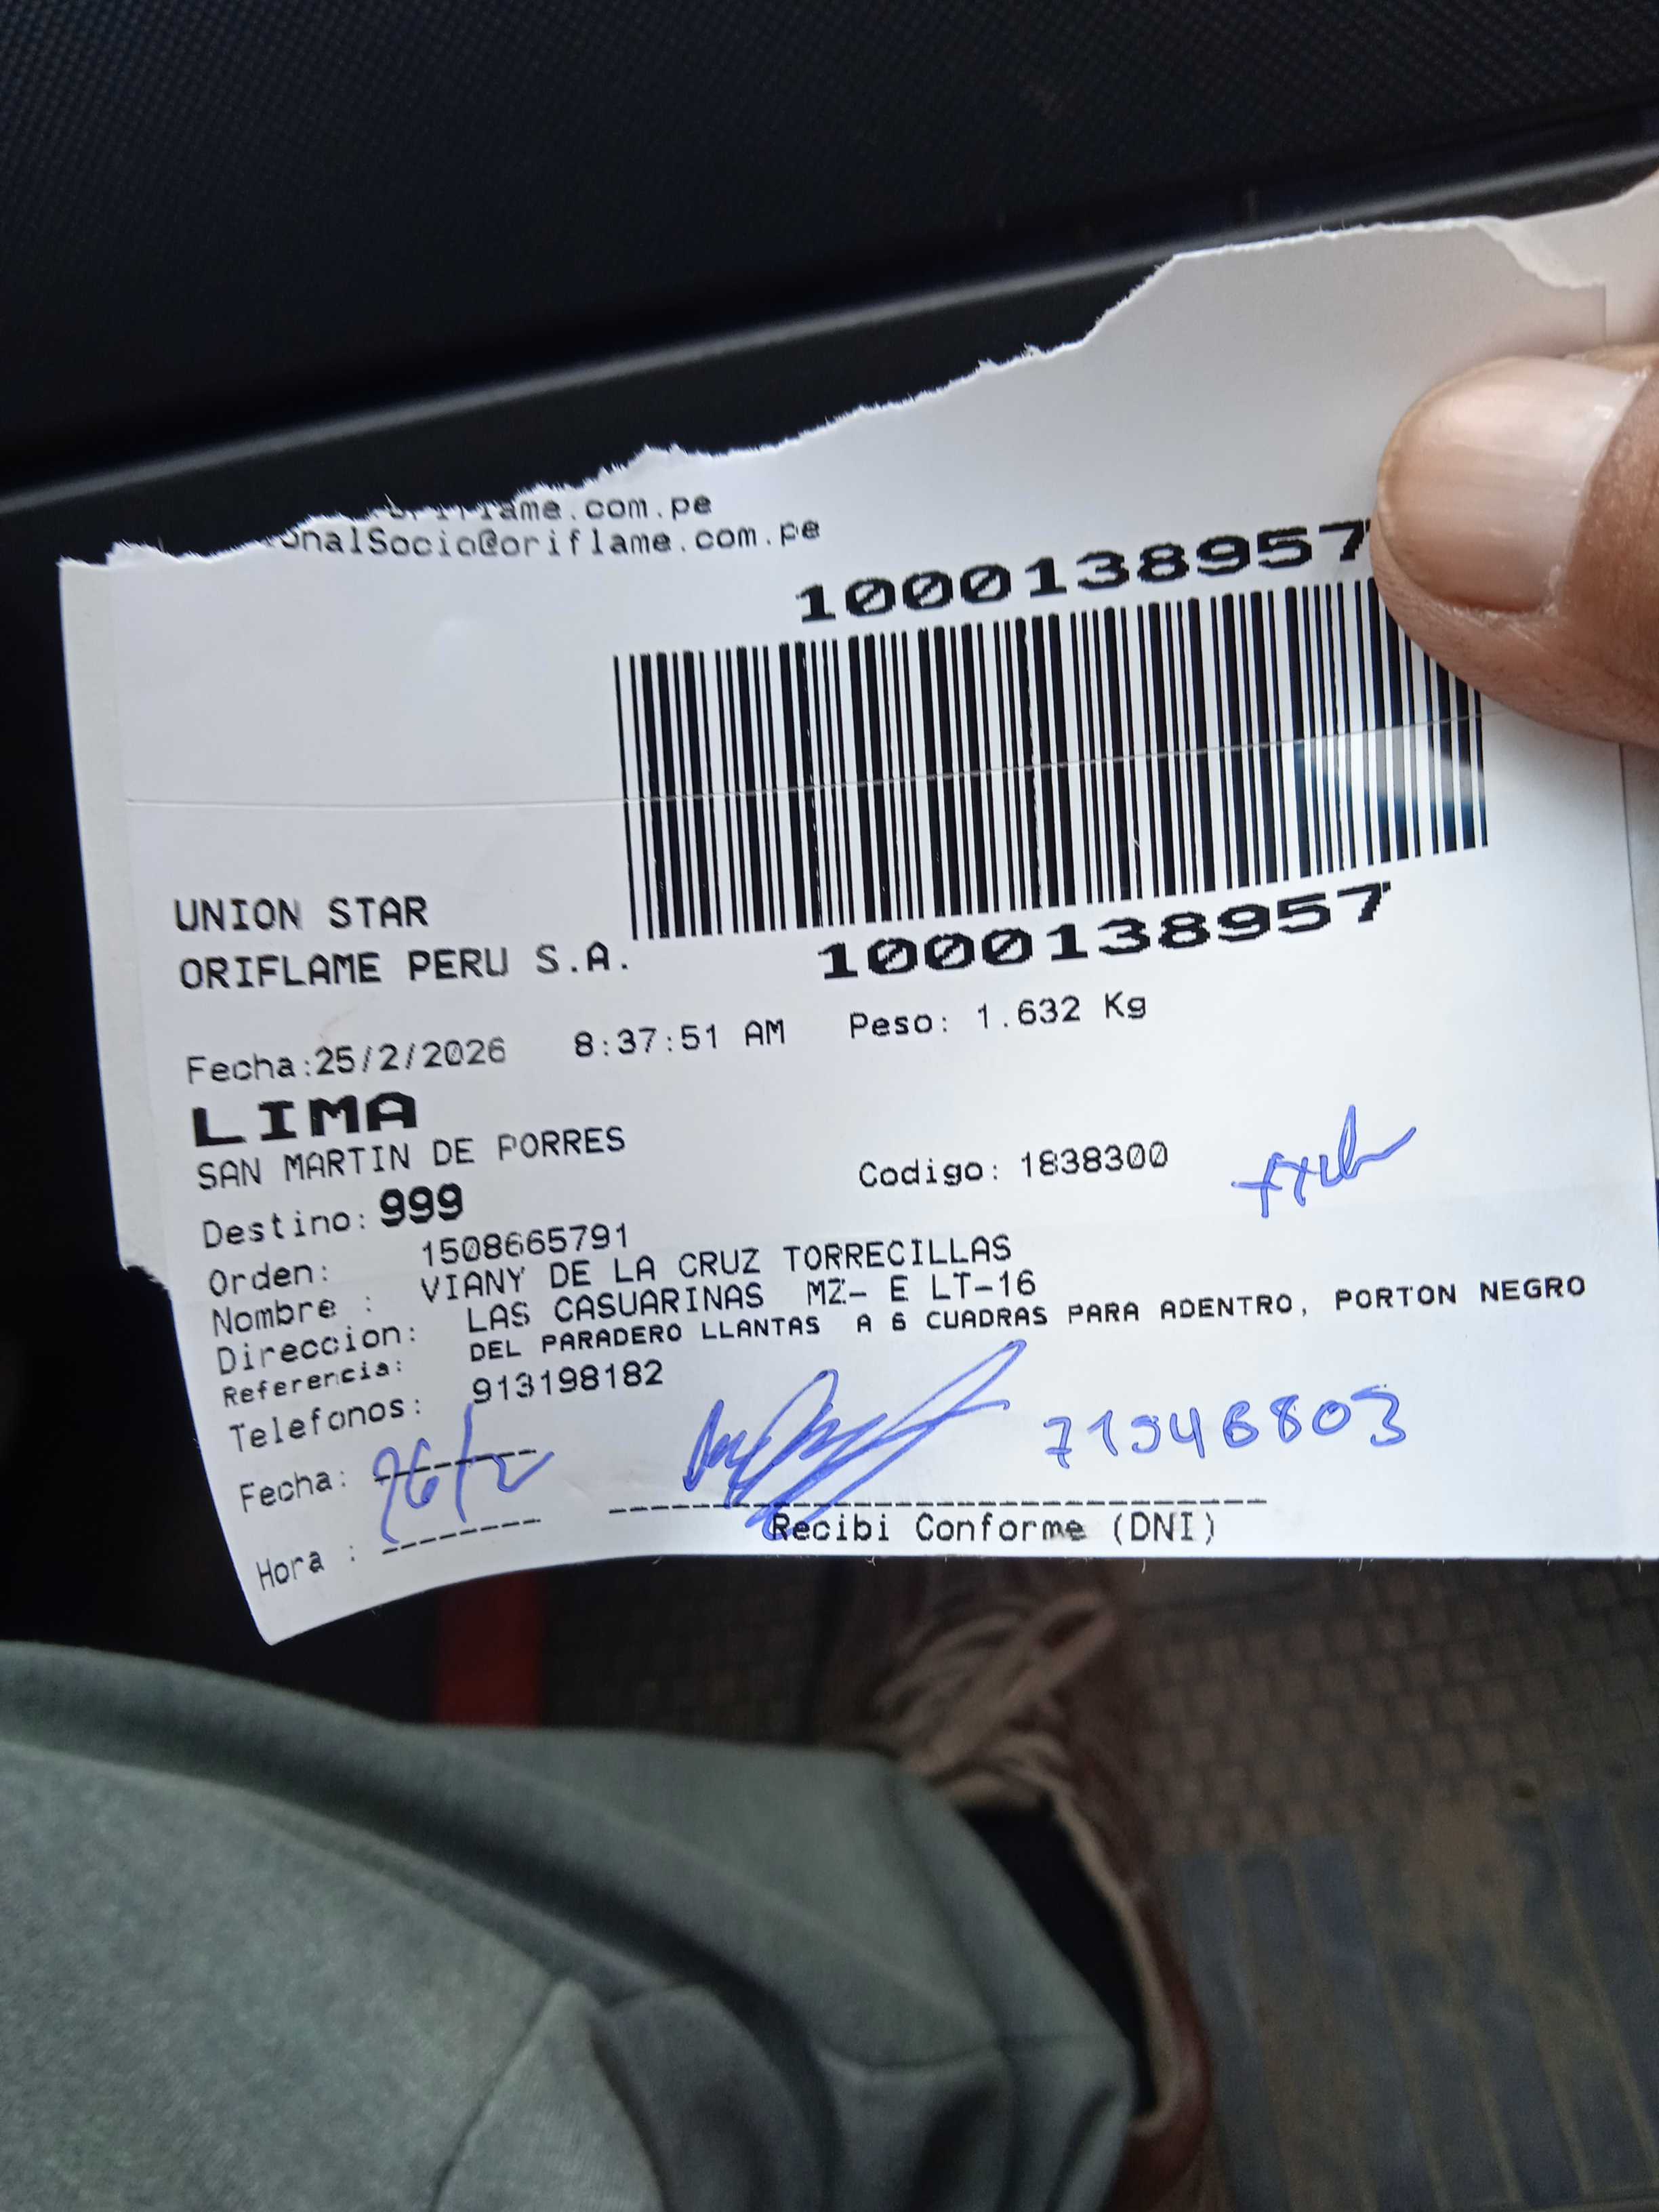 oriflame.com.pe
onalSocio@oriflame.com.pe
1000138957
UNION STAR
ORIFLAME PERU S.A.
1000138957
Fecha:25/2/2026 8:37:51 AM Peso: 1.632 Kg
LIMA
SAN MARTIN DE PORRES
Codigo: 1838300
Destino: 999
Orden: 1508665791
Nombre : VIANY DE LA CRUZ TORRECILLAS
Direccion: LAS CASUARINAS MZ- E LT-16
Referencia: DEL PARADERO LLANTAS A 6 CUADRAS PARA ADENTRO, PORTON NEGRO
Telefonos: 913198182
Fecha: 26/2
71546803
Hora :
Recibi Conforme (DNI)